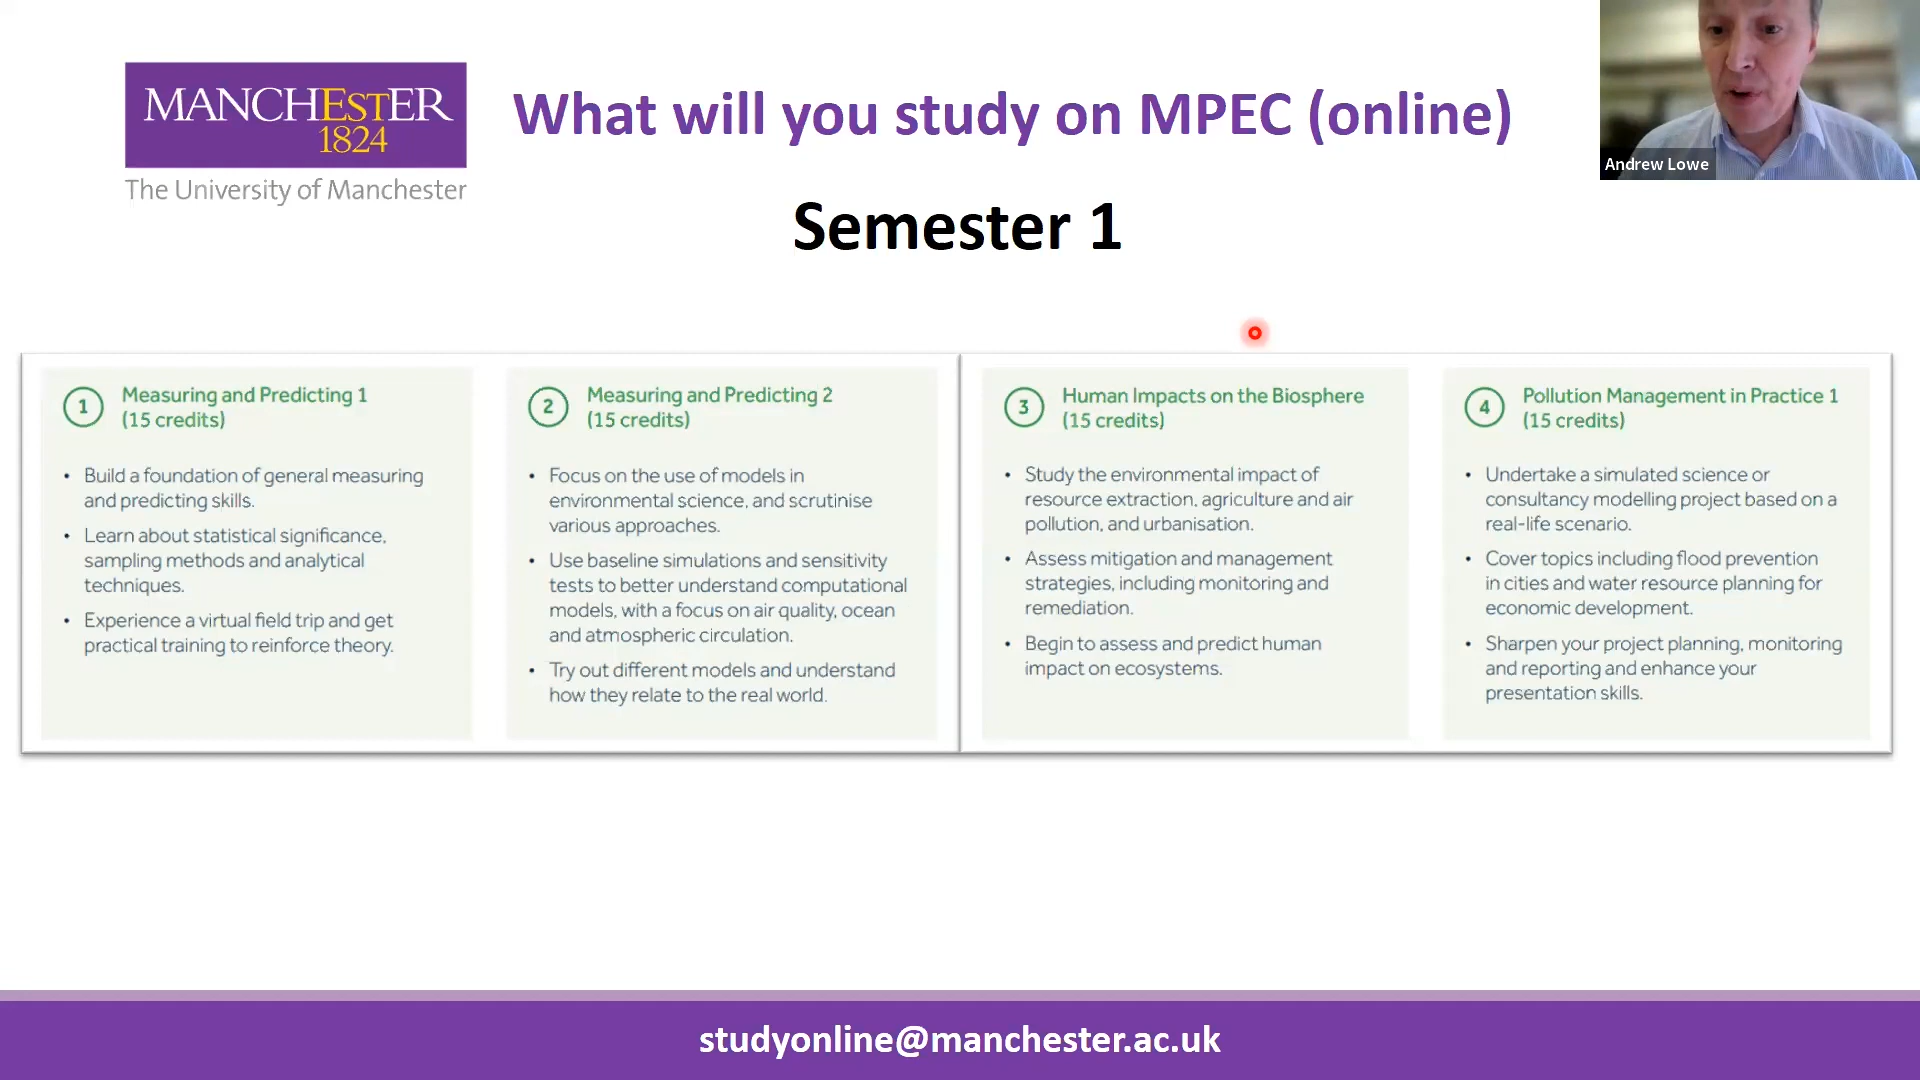 MANCHEstER
1824
The University of Manchester
What will you study on MPEC (online)
Andrew Lowe
Semester 1
1
Measuring and Predicting 1
(15 credits)
• Build a foundation of general measuring
and predicting skills.
• Learn about statistical significance,
sampling methods and analytical
techniques.
• Experience a virtual field trip and get
practical training to reinforce theory.
2
Measuring and Predicting 2
(15 credits)
• Focus on the use of models in
environmental science, and scrutinise
various approaches.
• Use baseline simulations and sensitivity
tests to better understand computational
models, with a focus on air quality, ocean
and atmospheric circulation.
• Try out different models and understand
how they relate to the real world.
3
Human Impacts on the Biosphere
(15 credits)
• Study the environmental impact of
resource extraction, agriculture and air
pollution, and urbanisation.
• Assess mitigation and management
strategies, including monitoring and
remediation.
• Begin to assess and predict human
impact on ecosystems.
4
Pollution Management in Practice 1
(15 credits)
• Undertake a simulated science or
consultancy modelling project based on a
real-life scenario.
• Cover topics including flood prevention
in cities and water resource planning for
economic development.
• Sharpen your project planning, monitoring
and reporting and enhance your
presentation skills.
studyonline@manchester.ac.uk